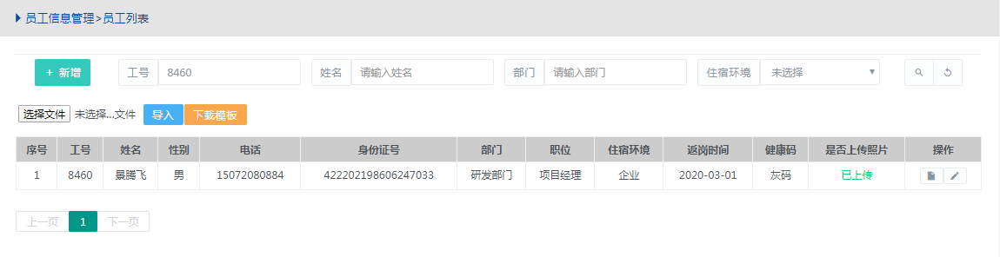 员工信息管理>员工列表
+ 新增 工号 8460 姓名 请输入姓名 部门 请输入部门 住宿环境 未选择
选择文件 未选择...文件 导入 下载模板
序号 工号 姓名 性别 电话 身份证号 部门 职位 住宿环境 返岗时间 健康码 是否上传照片 操作
1 8460 景腾飞 男 15072080884 422202198606247033 研发部门 项目经理 企业 2020-03-01 灰码 已上传
上一页 1 下一页